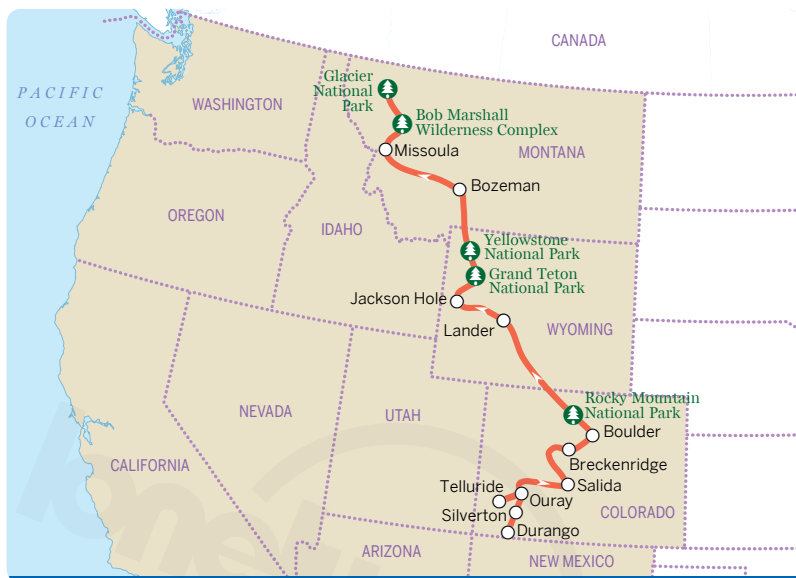 CANADA
Glacier
National
Park
PACIFIC
OCEAN
WASHINGTON
Bob Marshall
Wilderness Complex
Missoula
MONTANA
Bozeman
OREGON
IDAHO
Yellowstone
National Park
Grand Teton
National Park
Jackson Hole
Lander
WYOMING
Rocky Mountain
National Park
NEVADA
UTAH
Boulder
Breckenridge
CALIFORNIA
Telluride
Salida
Ouray
Silverton
COLORADO
Durango
ARIZONA
NEW MEXICO